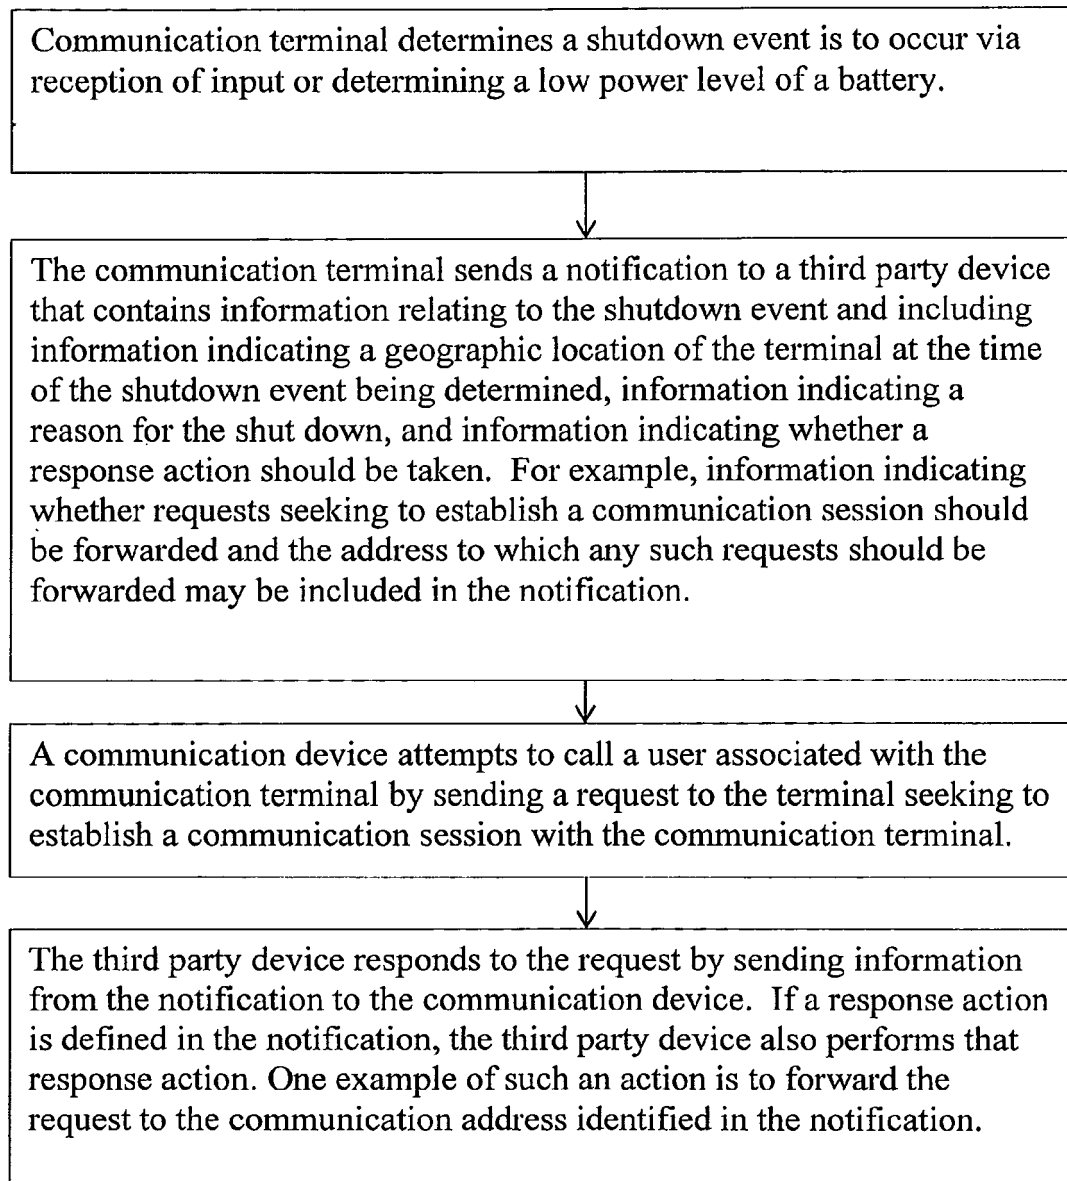 Communication terminal determines a shutdown event is to occur via
reception of input or determining a low power level of a battery.
The communication terminal sends a notification to a third party device
that contains information relating to the shutdown event and including
information indicating a geographic location of the terminal at the time
of the shutdown event being determined, information indicating a
reason for the shut down, and information indicating whether a
response action should be taken.  For example, information indicating
whether requests seeking to establish a communication session should
be forwarded and the address to which any such requests should be
forwarded may be included in the notification.
A communication device attempts to call a user associated with the
communication terminal by sending a request to the terminal seeking to
establish a communication session with the communication terminal.
The third party device responds to the request by sending information
from the notification to the communication device.  If a response action
is defined in the notification, the third party device also performs that
response action. One example of such an action is to forward the
request to the communication address identified in the notification.